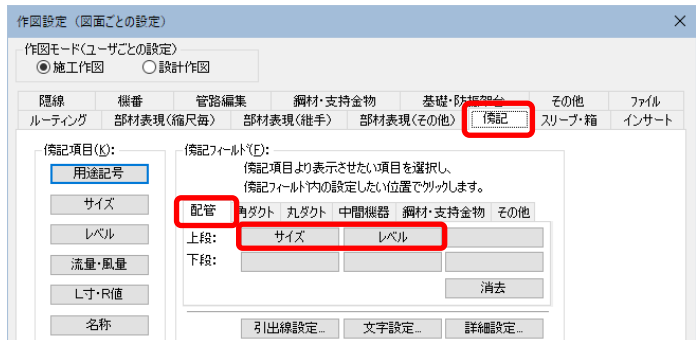 作図設定（図面ごとの設定）
作図モード(ユーザごとの設定)
施工作図 設計作図
隠線 機番 管路編集 鋼材・支持金物 基礎・防振架台 その他 ファイル
ルーティング 部材表現(縮尺毎) 部材表現(継手) 部材表現(その他) 傍記 スリーブ・箱 インサート
傍記項目(K):
用途記号
サイズ
レベル
流量・風量
L寸・R値
名称
傍記フィールド(F):
傍記項目より表示させたい項目を選択し、
傍記フィールド内の設定したい位置でクリックします。
配管 角ダクト 丸ダクト 中間機器 鋼材・支持金物 その他
上段: サイズ レベル
下段:
消去
引出線設定... 文字設定... 詳細設定...